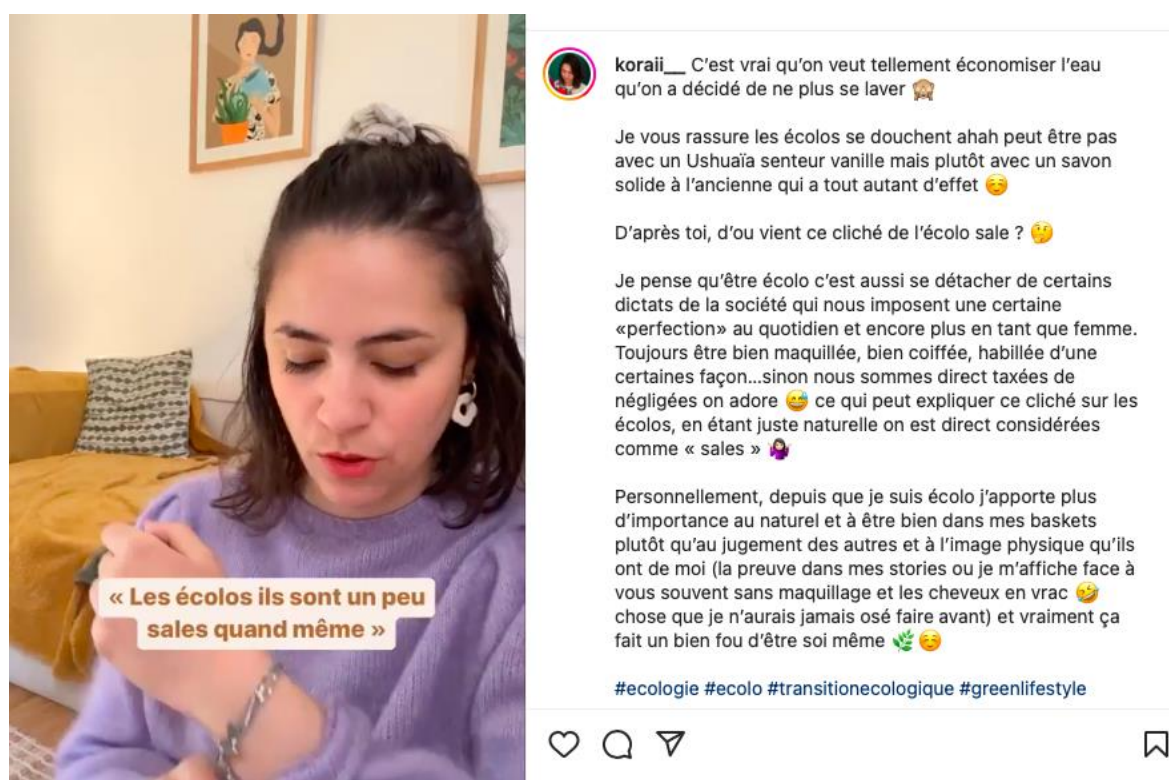 « Les écolos ils sont un peu
sales quand même »
koraii__ C’est vrai qu’on veut tellement économiser l’eau
qu’on a décidé de ne plus se laver 🙈
Je vous rassure les écolos se douchent ahah peut être pas
avec un Ushuaïa senteur vanille mais plutôt avec un savon
solide à l’ancienne qui a tout autant d’effet ☺️
D’après toi, d’ou vient ce cliché de l’écolo sale ? 🤔
Je pense qu’être écolo c’est aussi se détacher de certains
dictats de la société qui nous imposent une certaine
«perfection» au quotidien et encore plus en tant que femme.
Toujours être bien maquillée, bien coiffée, habillée d’une
certaines façon...sinon nous sommes direct taxées de
négligées on adore 😅 ce qui peut expliquer ce cliché sur les
écolos, en étant juste naturelle on est direct considérées
comme « sales » 🤷🏻‍♀️
Personnellement, depuis que je suis écolo j’apporte plus
d’importance au naturel et à être bien dans mes baskets
plutôt qu’au jugement des autres et à l’image physique qu’ils
ont de moi (la preuve dans mes stories ou je m’affiche face à
vous souvent sans maquillage et les cheveux en vrac 🤣
chose que je n’aurais jamais osé faire avant) et vraiment ça
fait un bien fou d’être soi même 🌿 ☺️
#ecologie #ecolo #transitionecologique #greenlifestyle